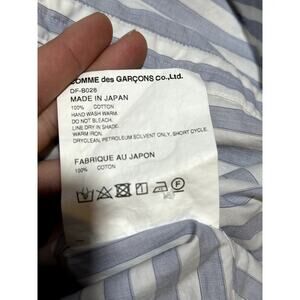 COMME des GARÇONS co.,Ltd.
DF-B028
MADE IN JAPAN
100% COTTON
HAND WASH WARM.
DO NOT BLEACH.
LINE DRY IN SHADE.
WARM IRON.
DRYCLEAN, PETROLEUM SOLVENT ONLY, SHORT CYCLE.
FABRIQUE AU JAPON
100% COTTON